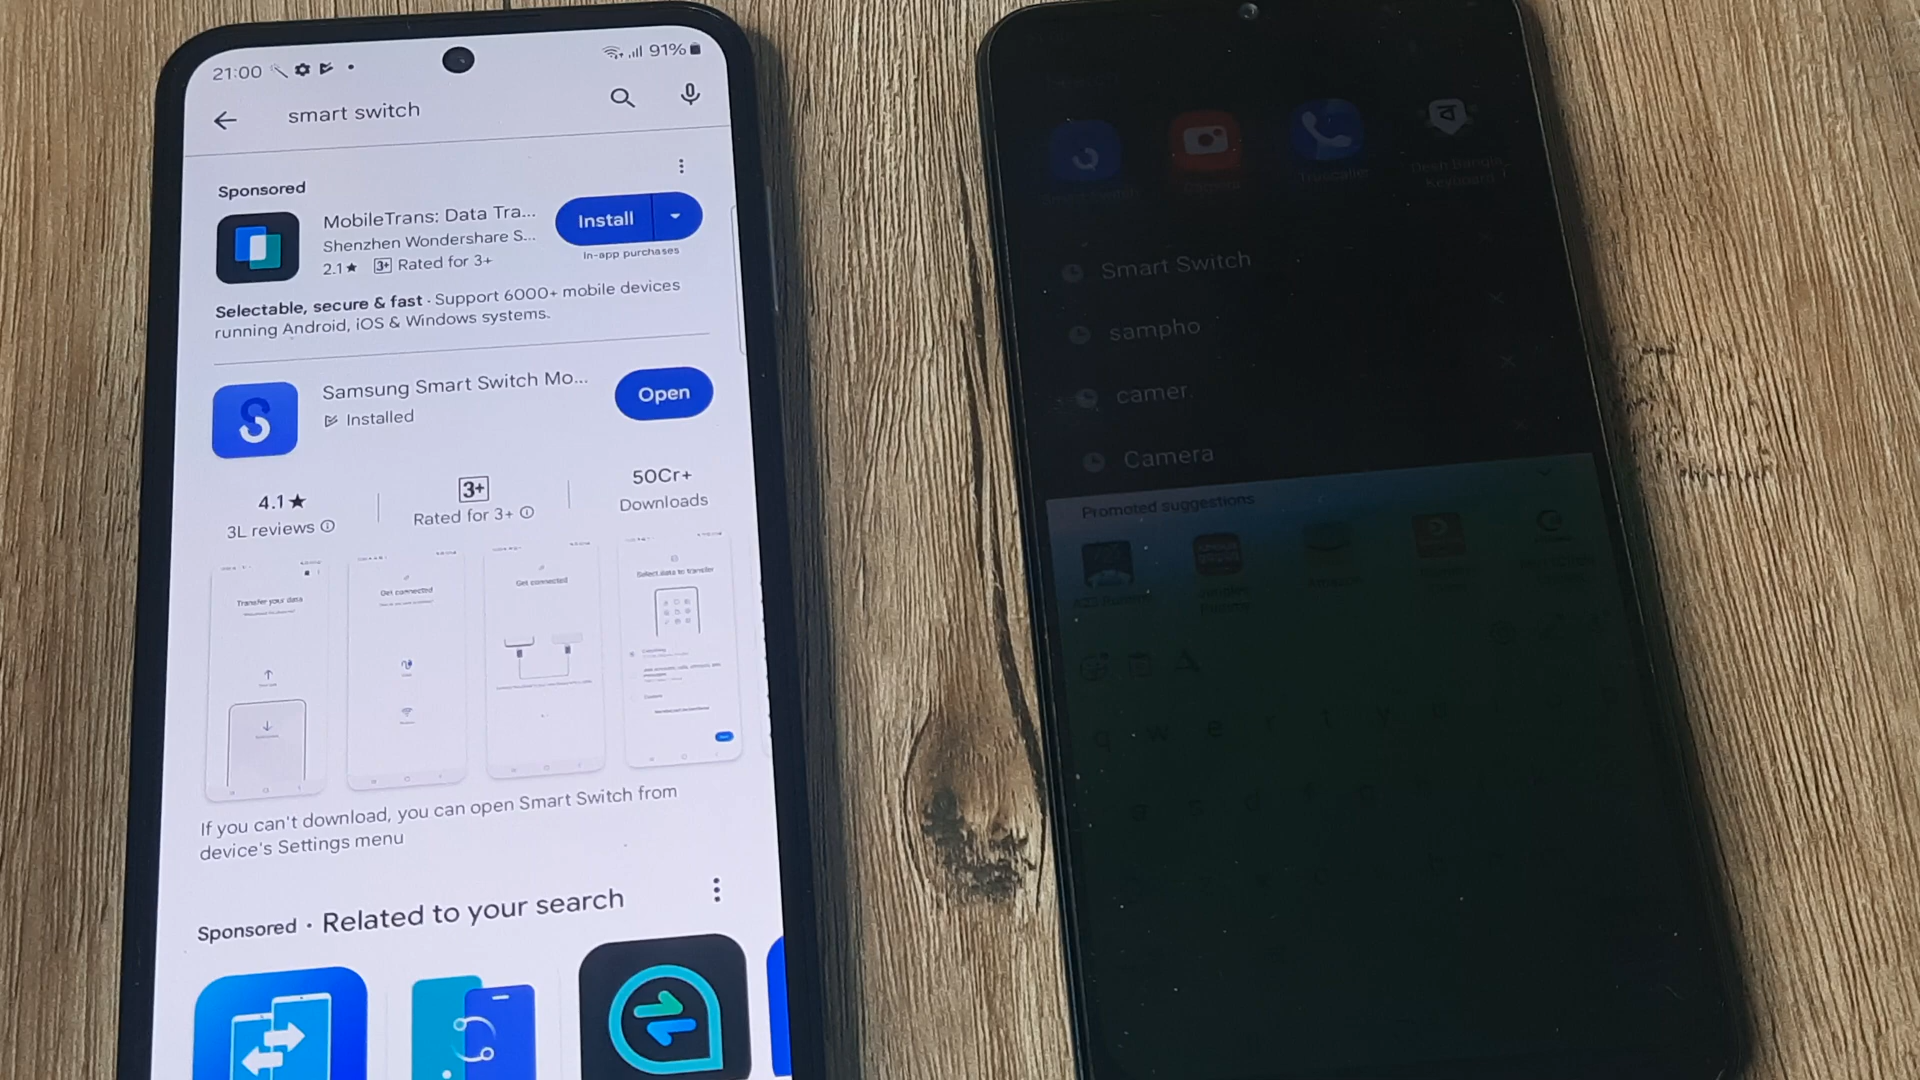 21:00
91%
smart switch
Sponsored
MobileTrans: Data Tra...
Shenzhen Wondershare S...
2.1★ 3+ Rated for 3+
Install
In-app purchases
Selectable, secure & fast · Support 6000+ mobile devices
running Android, iOS & Windows systems.
Samsung Smart Switch Mo...
Installed
Open
4.1★
3L reviews
3+
Rated for 3+
50Cr+
Downloads
Transfer your data
Get connected
Get connected
Select data to transfer
If you can't download, you can open Smart Switch from
device's Settings menu
Sponsored · Related to your search
Smart Switch
Camera
Truecaller
Desh Bangla
Keyboard
Smart Switch
sampho
camer
Camera
Promoted suggestions
Amazon
q w e r t y u
a s d f g